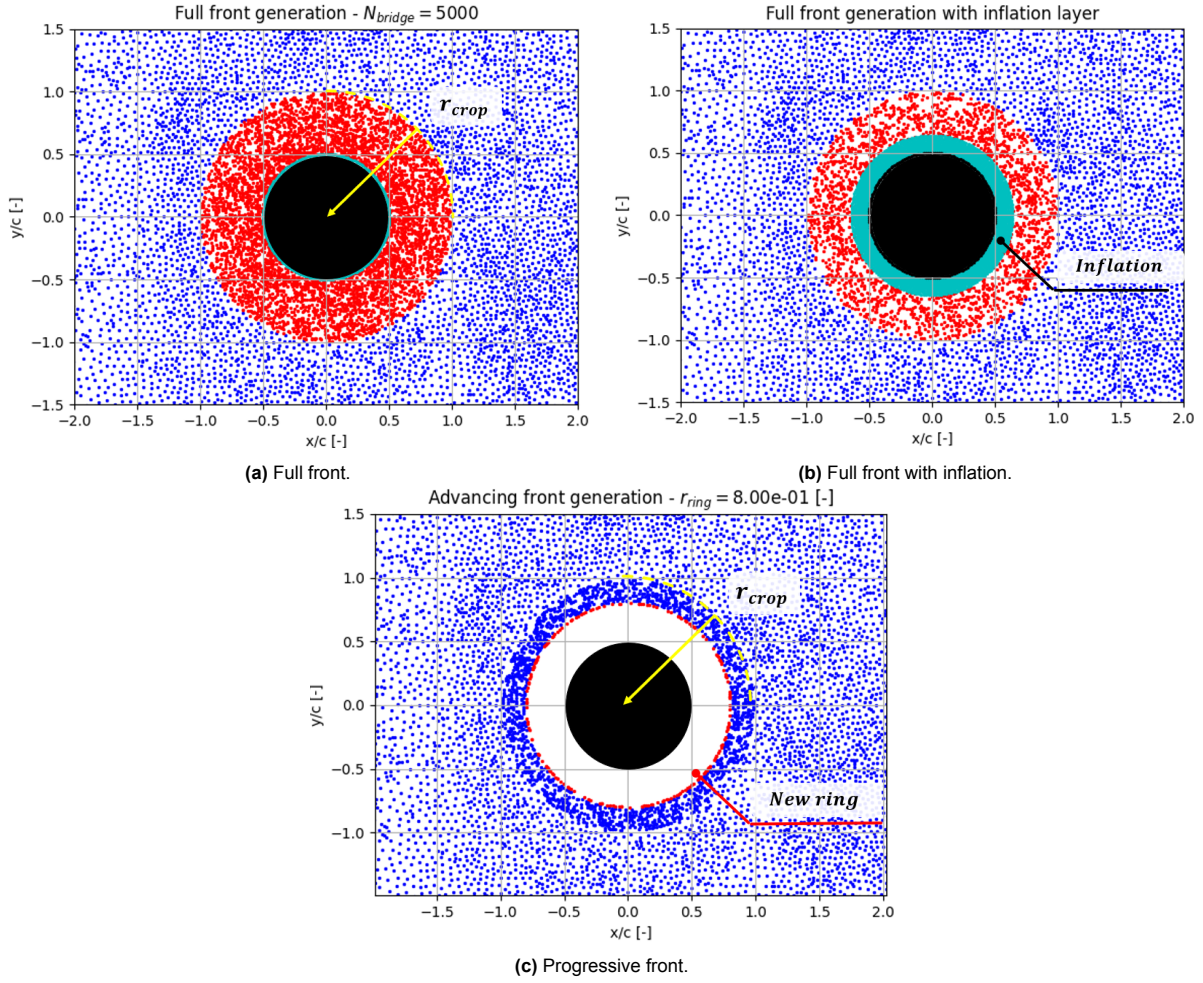 Full front generation - N_bridge = 5000
1.5
1.0
0.5
0.0
−0.5
−1.0
−1.5
y/c [-]
r_crop
−2.0 −1.5 −1.0 −0.5 0.0 0.5 1.0 1.5 2.0
x/c [-]
(a) Full front.
Full front generation with inflation layer
1.5
1.0
0.5
0.0
−0.5
−1.0
−1.5
y/c [-]
Inflation
−2.0 −1.5 −1.0 −0.5 0.0 0.5 1.0 1.5 2.0
x/c [-]
(b) Full front with inflation.
Advancing front generation - r_ring = 8.00e-01 [-]
1.5
1.0
0.5
0.0
−0.5
−1.0
y/c [-]
r_crop
New ring
−1.5 −1.0 −0.5 0.0 0.5 1.0 1.5 2.0
x/c [-]
(c) Progressive front.